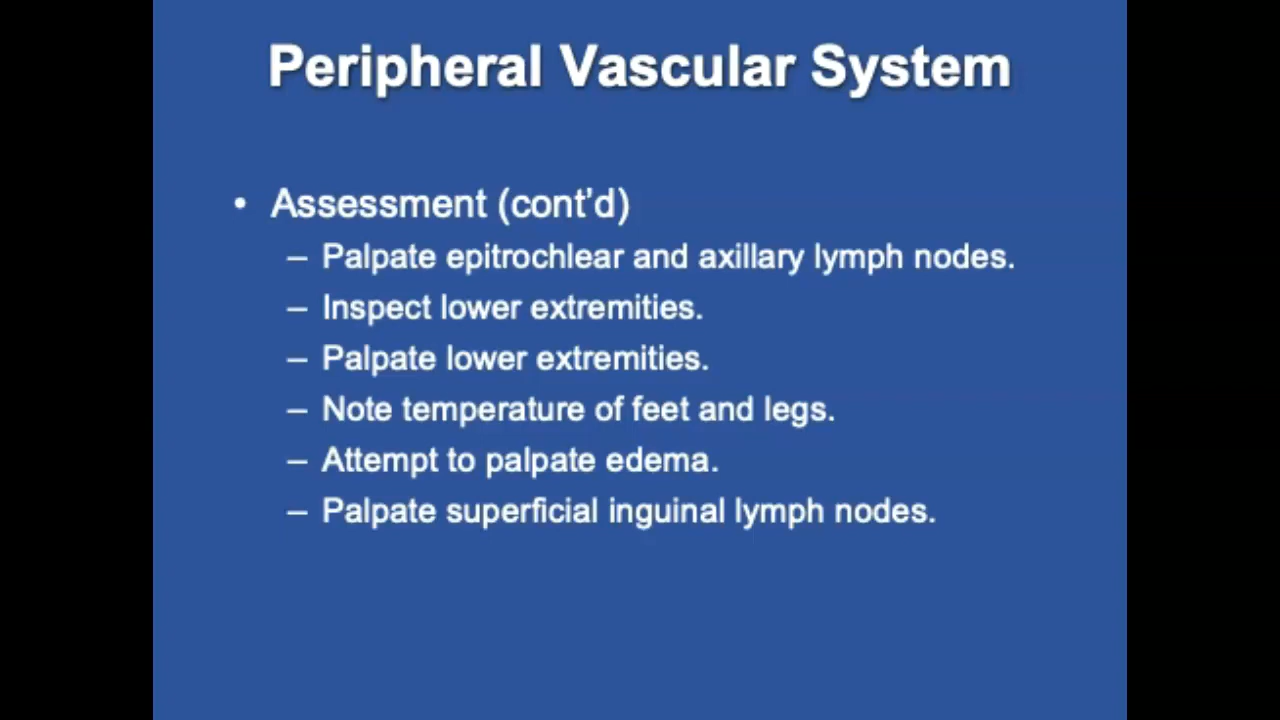 Peripheral Vascular System
• Assessment (cont’d)
– Palpate epitrochlear and axillary lymph nodes.
– Inspect lower extremities.
– Palpate lower extremities.
– Note temperature of feet and legs.
– Attempt to palpate edema.
– Palpate superficial inguinal lymph nodes.